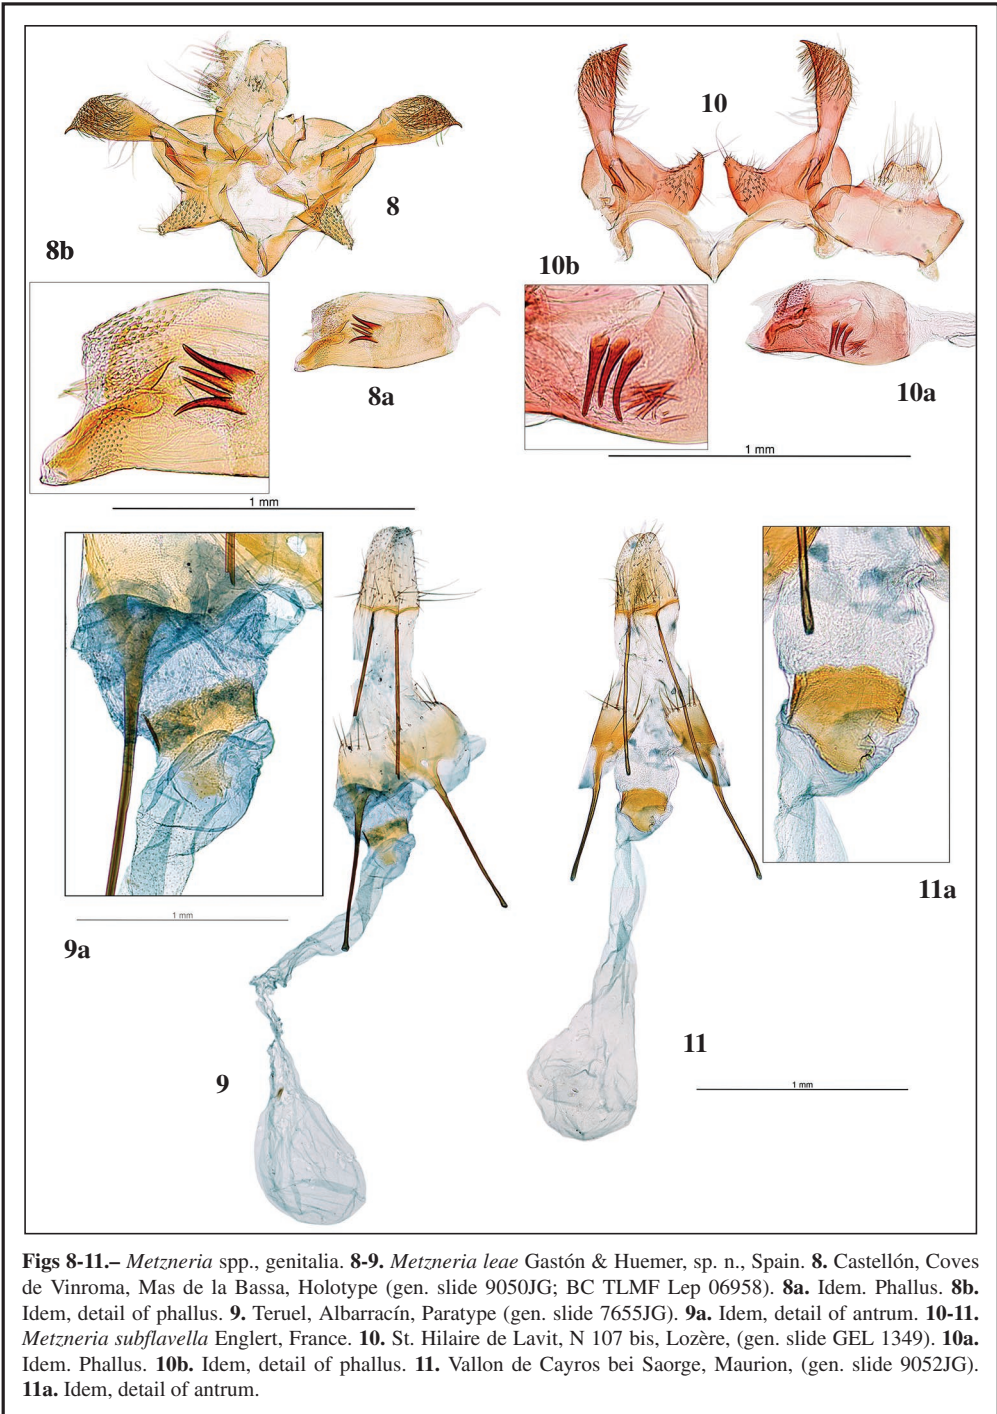 8
8b
8a
1 mm
10
10b
10a
1 mm
9a
1 mm
9
11a
11
1 mm
Figs 8-11.– Metzneria spp., genitalia. 8-9. Metzneria leae Gastón & Huemer, sp. n., Spain. 8. Castellón, Coves
de Vinroma, Mas de la Bassa, Holotype (gen. slide 9050JG; BC TLMF Lep 06958). 8a. Idem. Phallus. 8b.
Idem, detail of phallus. 9. Teruel, Albarracín, Paratype (gen. slide 7655JG). 9a. Idem, detail of antrum. 10-11.
Metzneria subflavella Englert, France. 10. St. Hilaire de Lavit, N 107 bis, Lozère, (gen. slide GEL 1349). 10a.
Idem. Phallus. 10b. Idem, detail of phallus. 11. Vallon de Cayros bei Saorge, Maurion, (gen. slide 9052JG).
11a. Idem, detail of antrum.